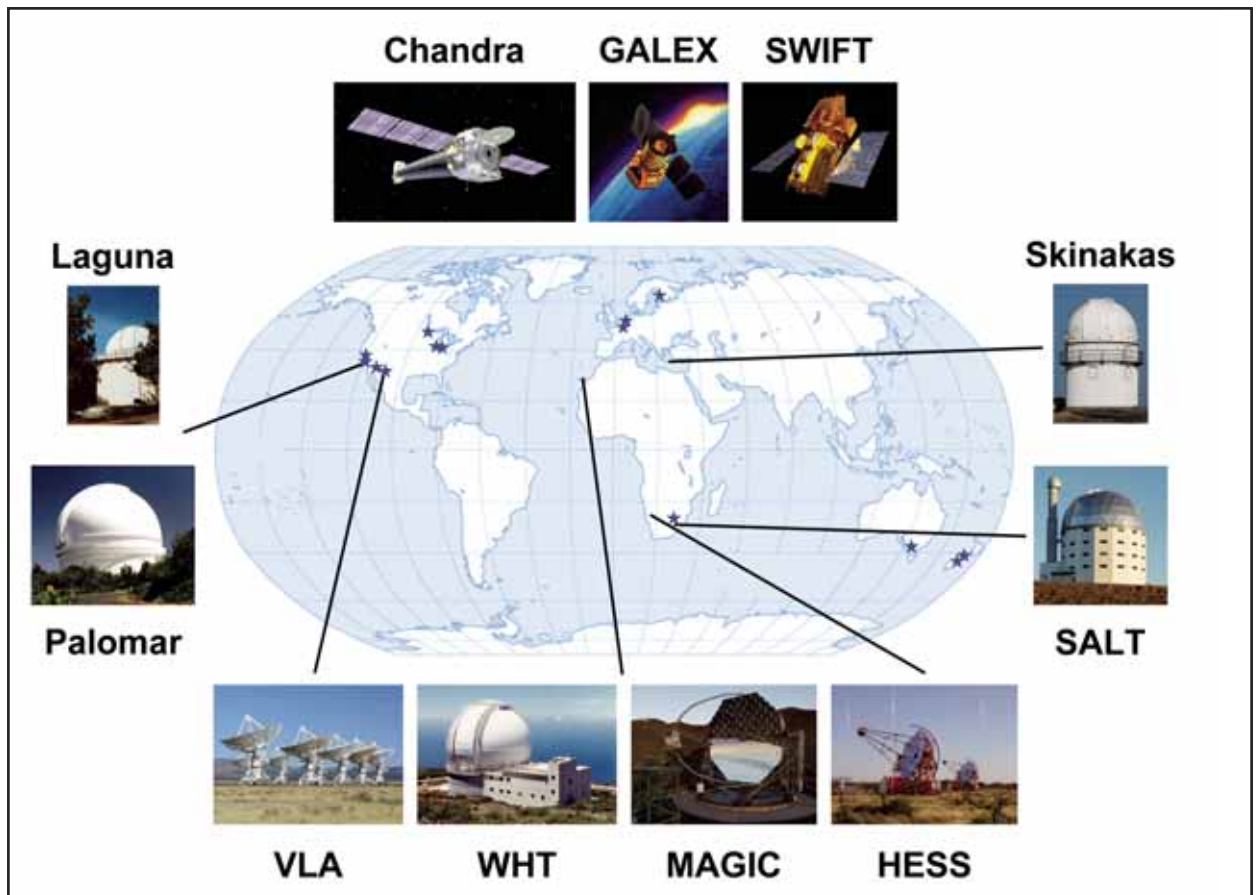 Chandra GALEX SWIFT
Laguna
Skinakas
Palomar
SALT
VLA WHT MAGIC HESS